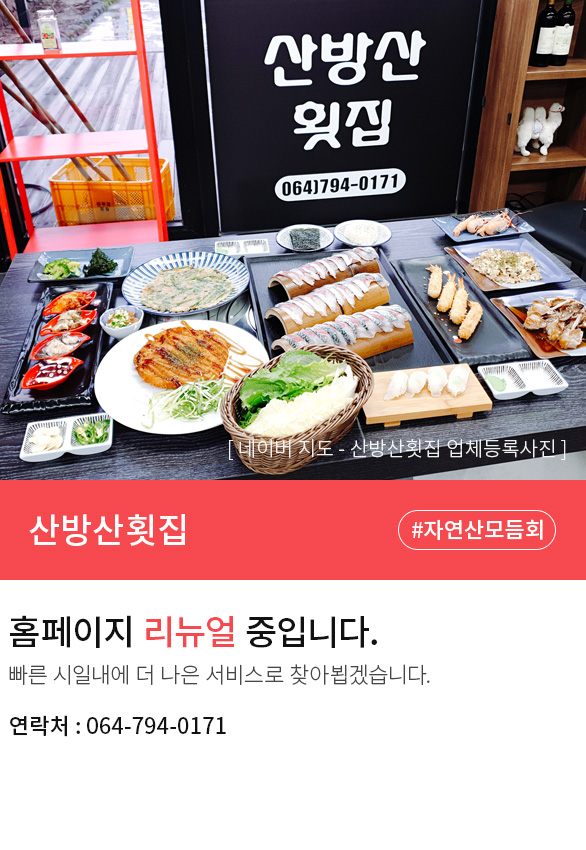 산방산
횟집
064)794-0171
[ 네이버 지도 - 산방산횟집 업체등록사진 ]
산방산횟집
#자연산모듬회
홈페이지 리뉴얼 중입니다.
빠른 시일내에 더 나은 서비스로 찾아뵙겠습니다.
연락처 : 064-794-0171